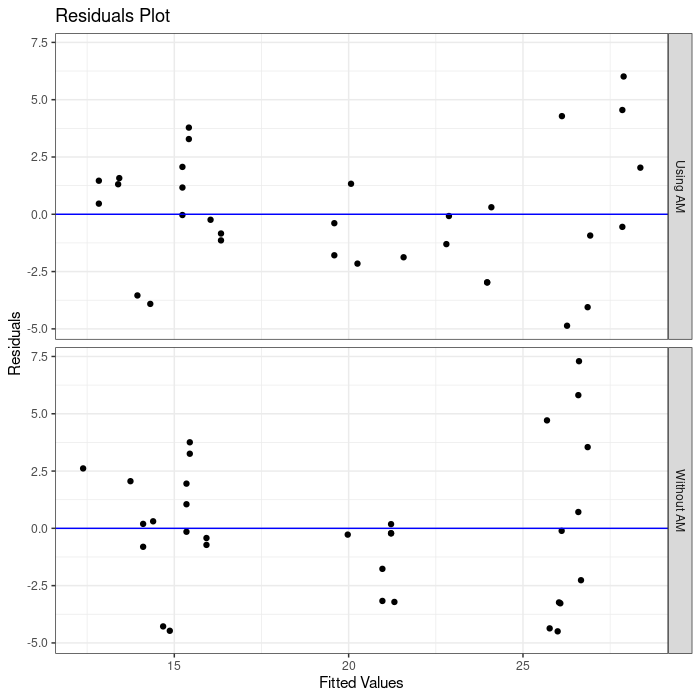 Residuals Plot
7.5
5.0
2.5
0.0
-2.5
-5.0
Using AM
7.5
5.0
2.5
0.0
-2.5
-5.0
Without AM
Residuals
15 20 25
Fitted Values